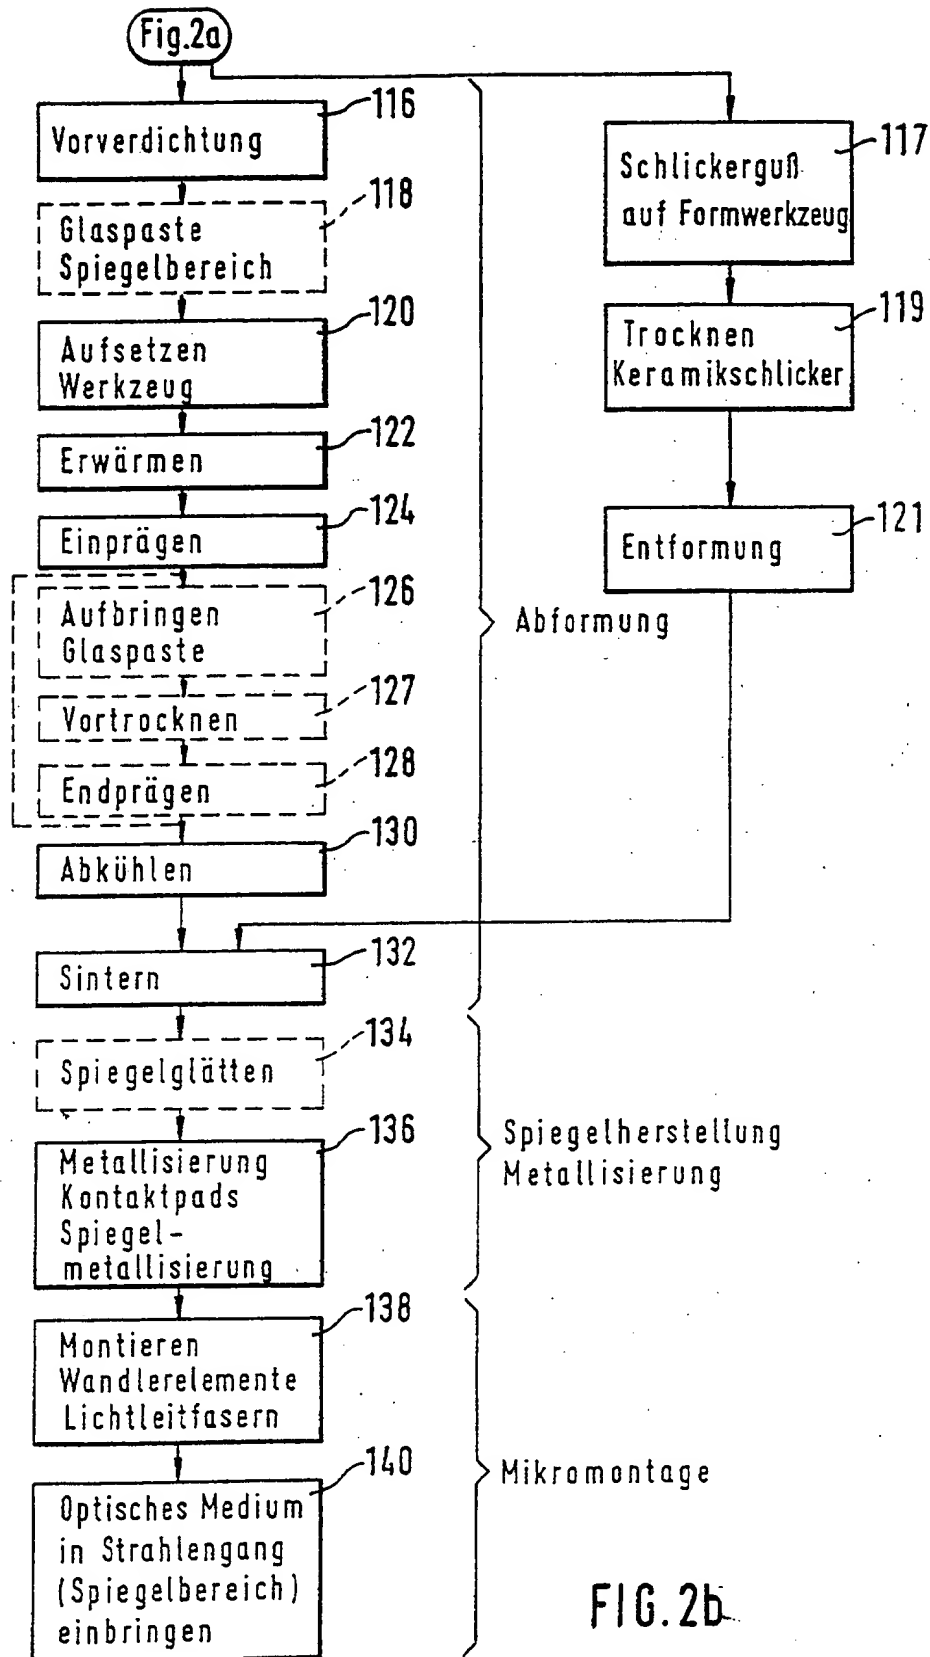 Fig.2a
116
Vorverdichtung
118
Glaspaste
Spiegelbereich
120
Aufsetzen
Werkzeug
122
Erwärmen
124
Einprägen
126
Aufbringen
Glaspaste
127
Vortrocknen
128
Endprägen
130
Abkühlen
132
Sintern
117
Schlickerguß
auf Formwerkzeug
119
Trocknen
Keramikschlicker
121
Entformung
Abformung
134
Spiegelglätten
136
Metallisierung
Kontaktpads
Spiegel-
metallisierung
Spiegelherstellung
Metallisierung
138
Montieren
Wandlerelemente
Lichtleitfasern
140
Optisches Medium
in Strahlengang
(Spiegelbereich)
einbringen
Mikromontage
FIG. 2b